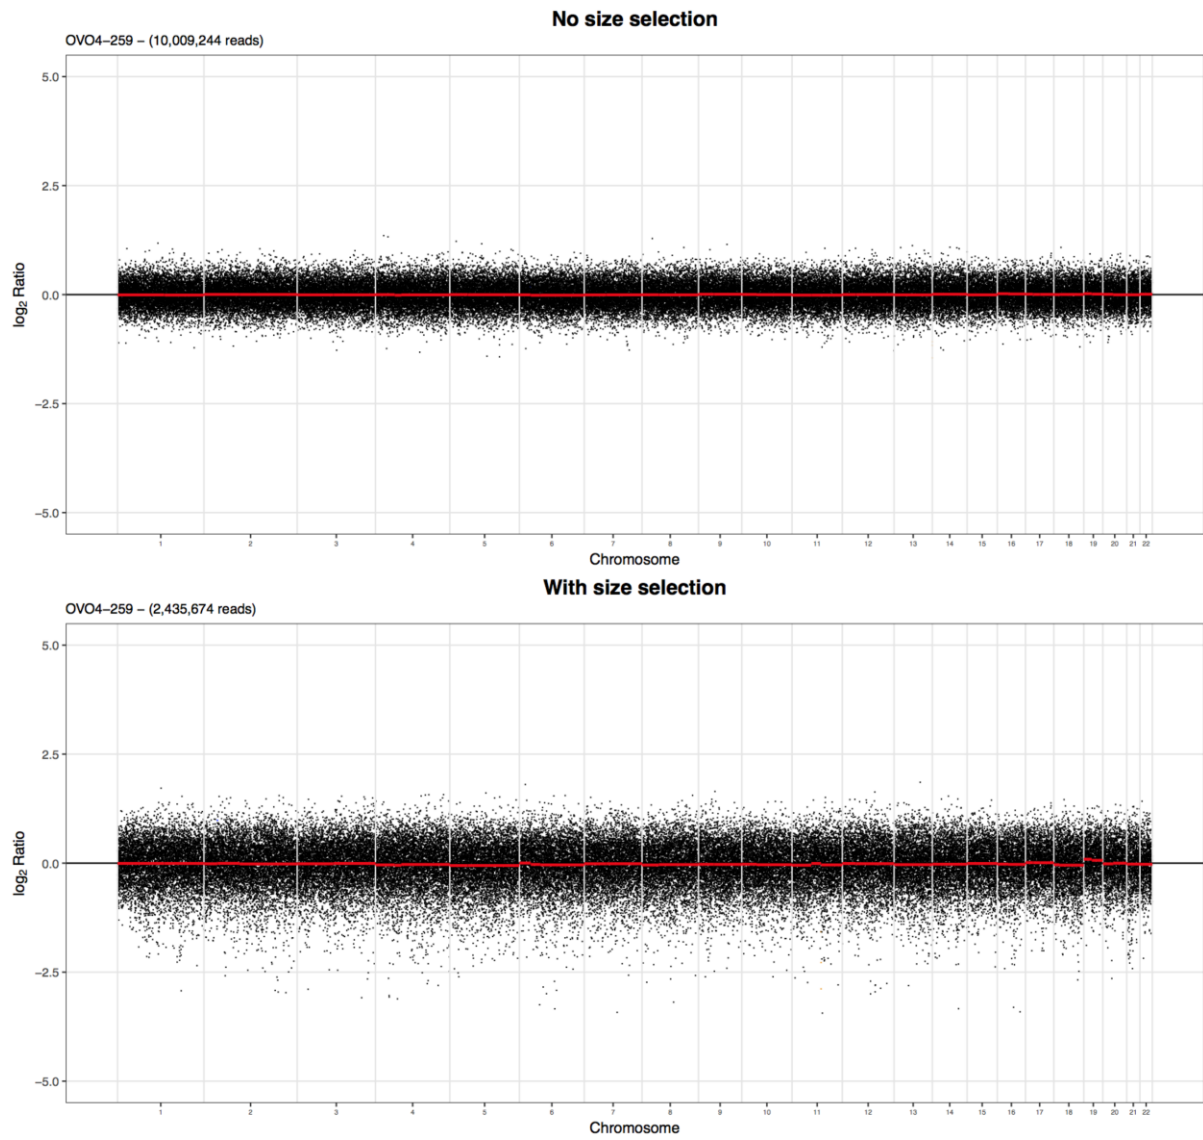 No size selection
OVO4-259 – (10,009,244 reads)
5.0
2.5
0.0
−2.5
−5.0
log2 Ratio
1 2 3 4 5 6 7 8 9 10 11 12 13 14 15 16 17 18 19 20 21 22
Chromosome
With size selection
OVO4-259 – (2,435,674 reads)
5.0
2.5
0.0
−2.5
−5.0
log2 Ratio
1 2 3 4 5 6 7 8 9 10 11 12 13 14 15 16 17 18 19 20 21 22
Chromosome